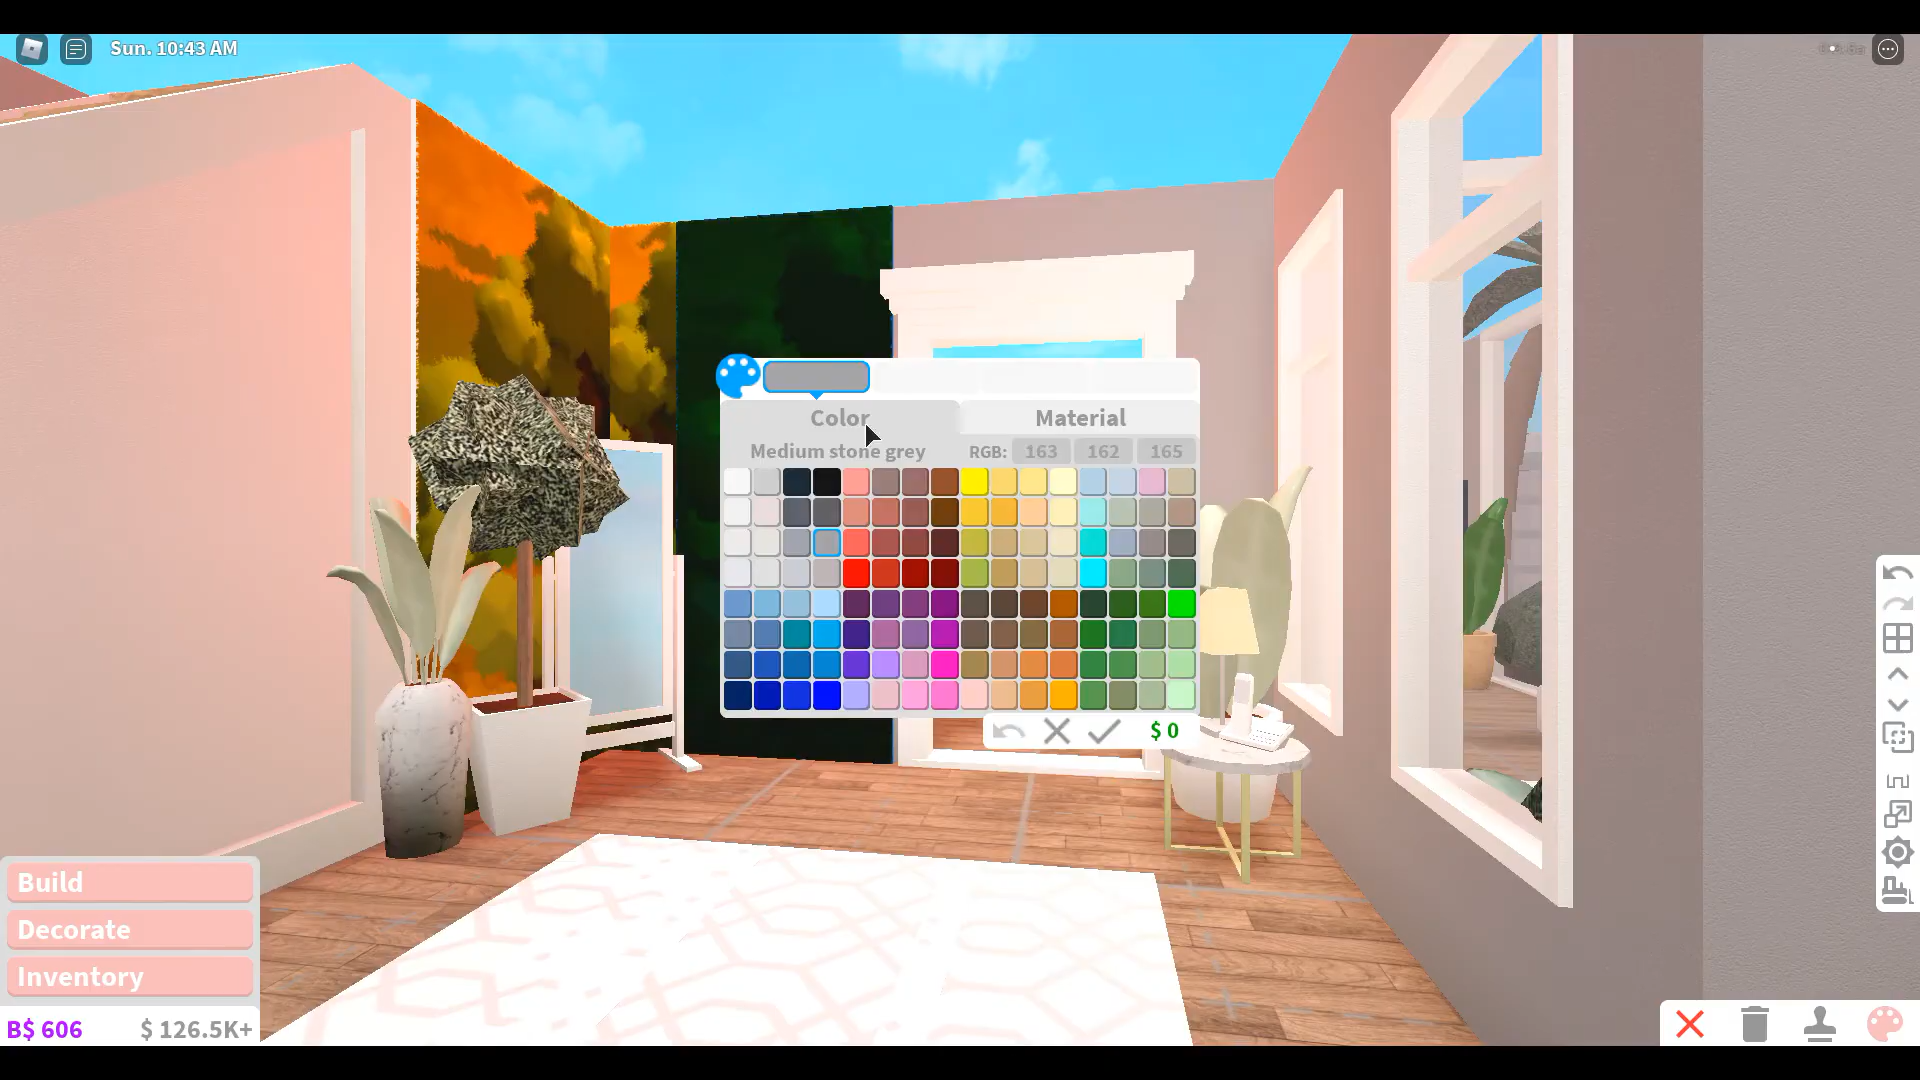 Sun. 10:43 AM
Color
Material
Medium stone grey
RGB: 163 162 165
$ 0
Build
Decorate
Inventory
B$ 606
$ 126.5K+